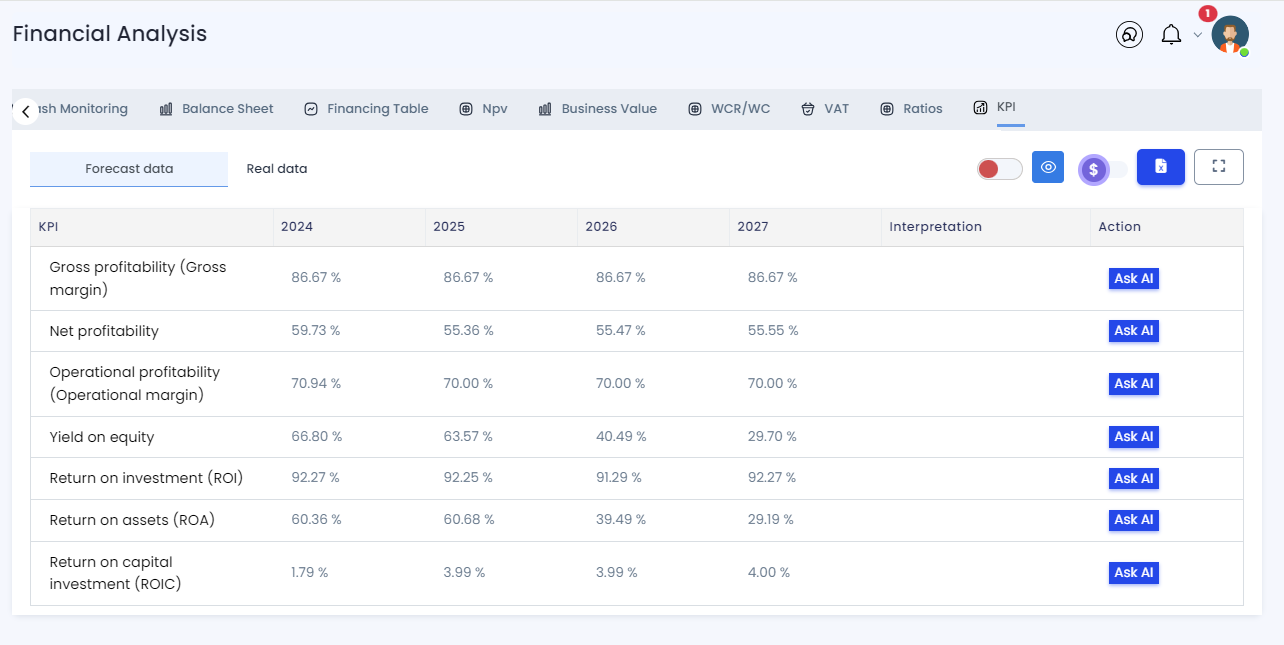 Financial Analysis
1
ash Monitoring Balance Sheet Financing Table Npv Business Value WCR/WC VAT Ratios KPI
Forecast data Real data $ X
KPI 2024 2025 2026 2027 Interpretation Action
Gross profitability (Gross
margin) 86.67 % 86.67 % 86.67 % 86.67 % Ask AI
Net profitability 59.73 % 55.36 % 55.47 % 55.55 % Ask AI
Operational profitability
(Operational margin) 70.94 % 70.00 % 70.00 % 70.00 % Ask AI
Yield on equity 66.80 % 63.57 % 40.49 % 29.70 % Ask AI
Return on investment (ROI) 92.27 % 92.25 % 91.29 % 92.27 % Ask AI
Return on assets (ROA) 60.36 % 60.68 % 39.49 % 29.19 % Ask AI
Return on capital
investment (ROIC) 1.79 % 3.99 % 3.99 % 4.00 % Ask AI